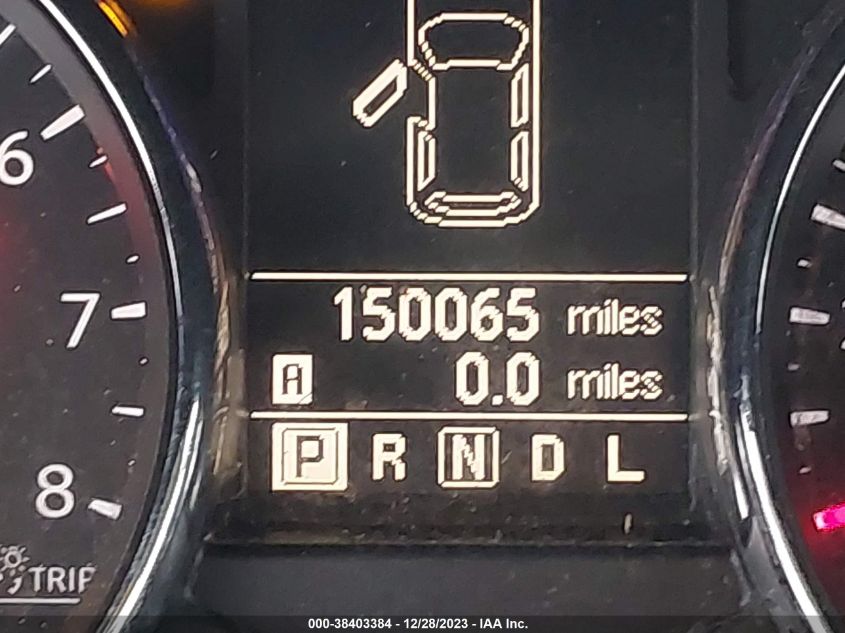 6
7
150065 miles
A 0.0 miles
P R N D L
8
TRIP
000-38403384 - 12/28/2023 - IAA Inc.